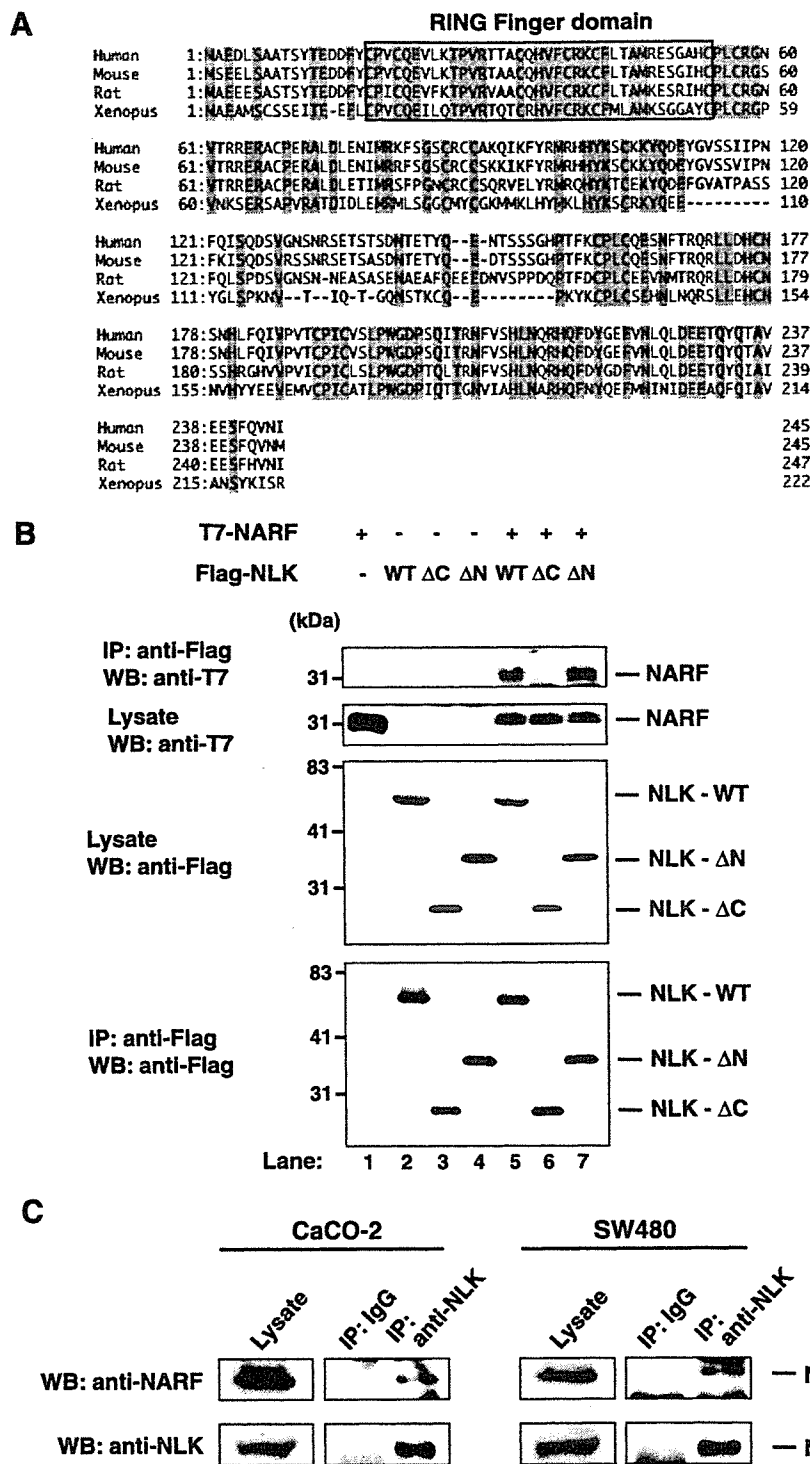 A
RING Finger domain
Human 1:MAEDLSAATSYTEDDFYCPVCQEVLKTPVRTTACQHVFCRKCFLTAMRESGAHCPLCRGN 60
Mouse 1:MSEELSAATSYTEDDFYCPVCQEVLKTPVRTAACQHVFCRKCFLTAMRESGIHCPLCRGS 60
Rat 1:MAEELSASTSYTEDDFYCPICQEVFKTPVRVAACQHVFCRKCFLTAMKESRIHCPLCRGN 60
Xenopus 1:MAEAMSCSSEITE-EELCPVCQEILQTPVRTQTCRHVFCRKCFMLAMKSGGAYCPLCRGP 59
Human 61:VTRRERACPERALDLENIMRKFSGSCRCCAKQIKFYRMRHHYKSCKKYQDEYGVSSIIPN 120
Mouse 61:VTRRERACPERALDLENIMRRFSGSCRCCSKKIKFYRMRHHYKSCKKYQDEYGVSSVIPN 120
Rat 61:VTRRERACPERALDLETIMRSFPGNCRCCSQRVELYRMRQHYKTCEKYQDEFGVATPASS 120
Xenopus 60:VNKSERSAPVRATDIDLEMRMLSGGCMYCGKMMKLHYMKLHYKSCRKYQEE--------- 110
Human 121:FQISQDSVGNSNRSETSTSDNTETYQ--E-NTSSSGHPTFKCPLCQESNFTRQRLLDHCN 177
Mouse 121:FKISQDSVRSSNRSETSASDNTETYQ--E-DTSSSGHPTFKCPLCQESNFTRQRLLDHCN 177
Rat 121:FQLSPDSVGNSN-NEASASENAEAFQEEEDNVSPPDQPTFDCPLCEEVNMTRQRLLDHCN 179
Xenopus 111:YGLSPKNV--T--IQ-T-GQNSTKCQ--E---------PKYKCPLCSEHNLNQRSLLEHCN 154
Human 178:SNHLFQIVPVTCPICVSLPWGDPSQITRNFVSHLNQRHQFDYGEFVNLQLDEETQYQTAV 237
Mouse 178:SNHLFQIVPVTCPICVSLPWGDPSQITRNFVSHLNQRHQFDYGEFVNLQLDEETQYQTAV 237
Rat 180:SSHRGHVVPVICPICLSLPWGDPTQLTRNFVSHLNQRHQFDYGDFVNLQLDEETQYQIAI 239
Xenopus 155:NVHYYEEVEMVCPICATLPWGDPIQTTGNVIAHLNARHQFNYQEFMNINIDEEAQFQIAV 214
Human 238:EESFQVNI 245
Mouse 238:EESFQVNM 245
Rat 240:EESFHVNI 247
Xenopus 215:ANSYKISR 222
B
T7-NARF + - - - + + +
Flag-NLK - WT ΔC ΔN WT ΔC ΔN
(kDa)
IP: anti-Flag
WB: anti-T7
31
NARF
Lysate
WB: anti-T7
31
NARF
83
NLK - WT
41
Lysate
WB: anti-Flag
NLK - ΔN
31
NLK - ΔC
83
NLK - WT
41
IP: anti-Flag
WB: anti-Flag
NLK - ΔN
31
NLK - ΔC
Lane: 1 2 3 4 5 6 7
C
CaCO-2 SW480
Lysate IP: IgG IP: anti-NLK Lysate IP: IgG IP: anti-NLK
WB: anti-NARF
WB: anti-NLK